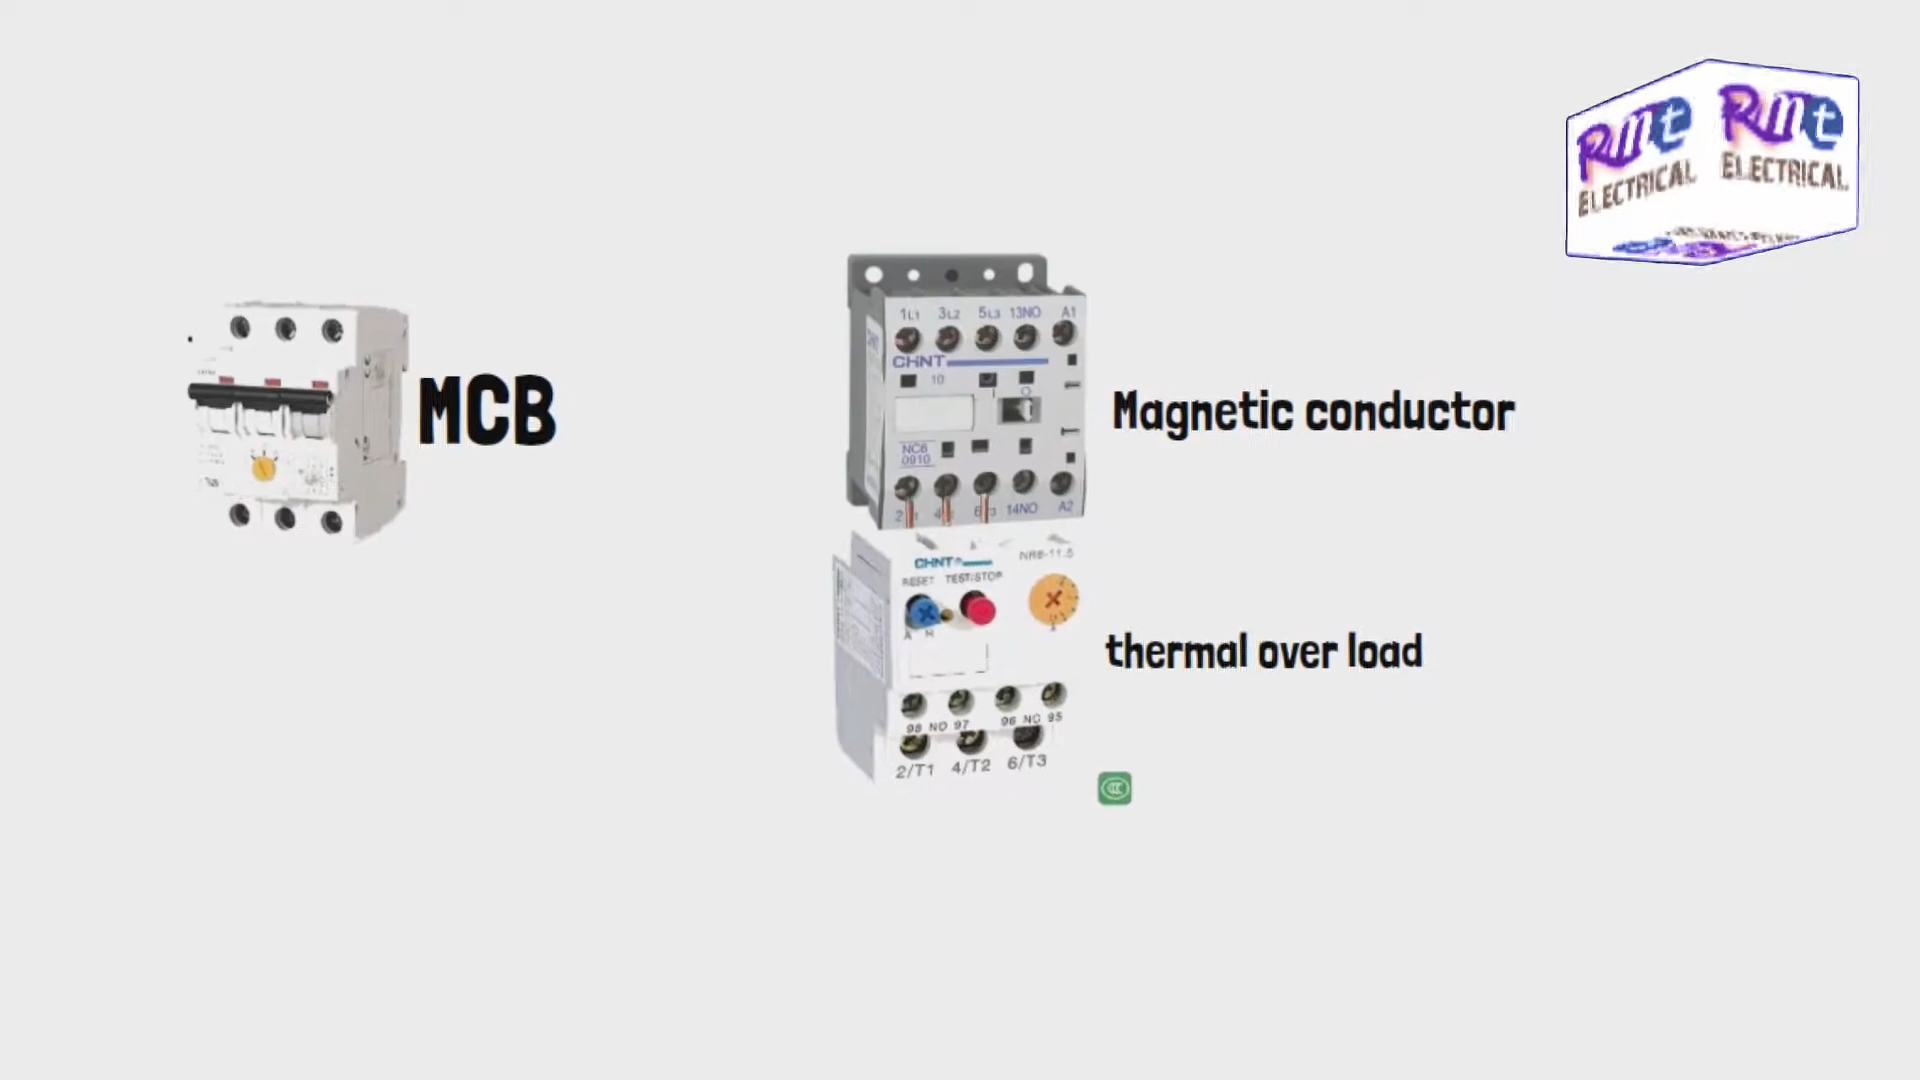 RMt
ELECTRICAL
RMt
ELECTRICAL
MCB
1L1 3L2 5L3 13NO A1
CHNT
10
Magnetic conductor
NC6
0910
14NO A2
CHNT
NR8-11.5
RESET TEST/STOP
A H
thermal over load
98 NO 97 96 NC 95
2/T1 4/T2 6/T3